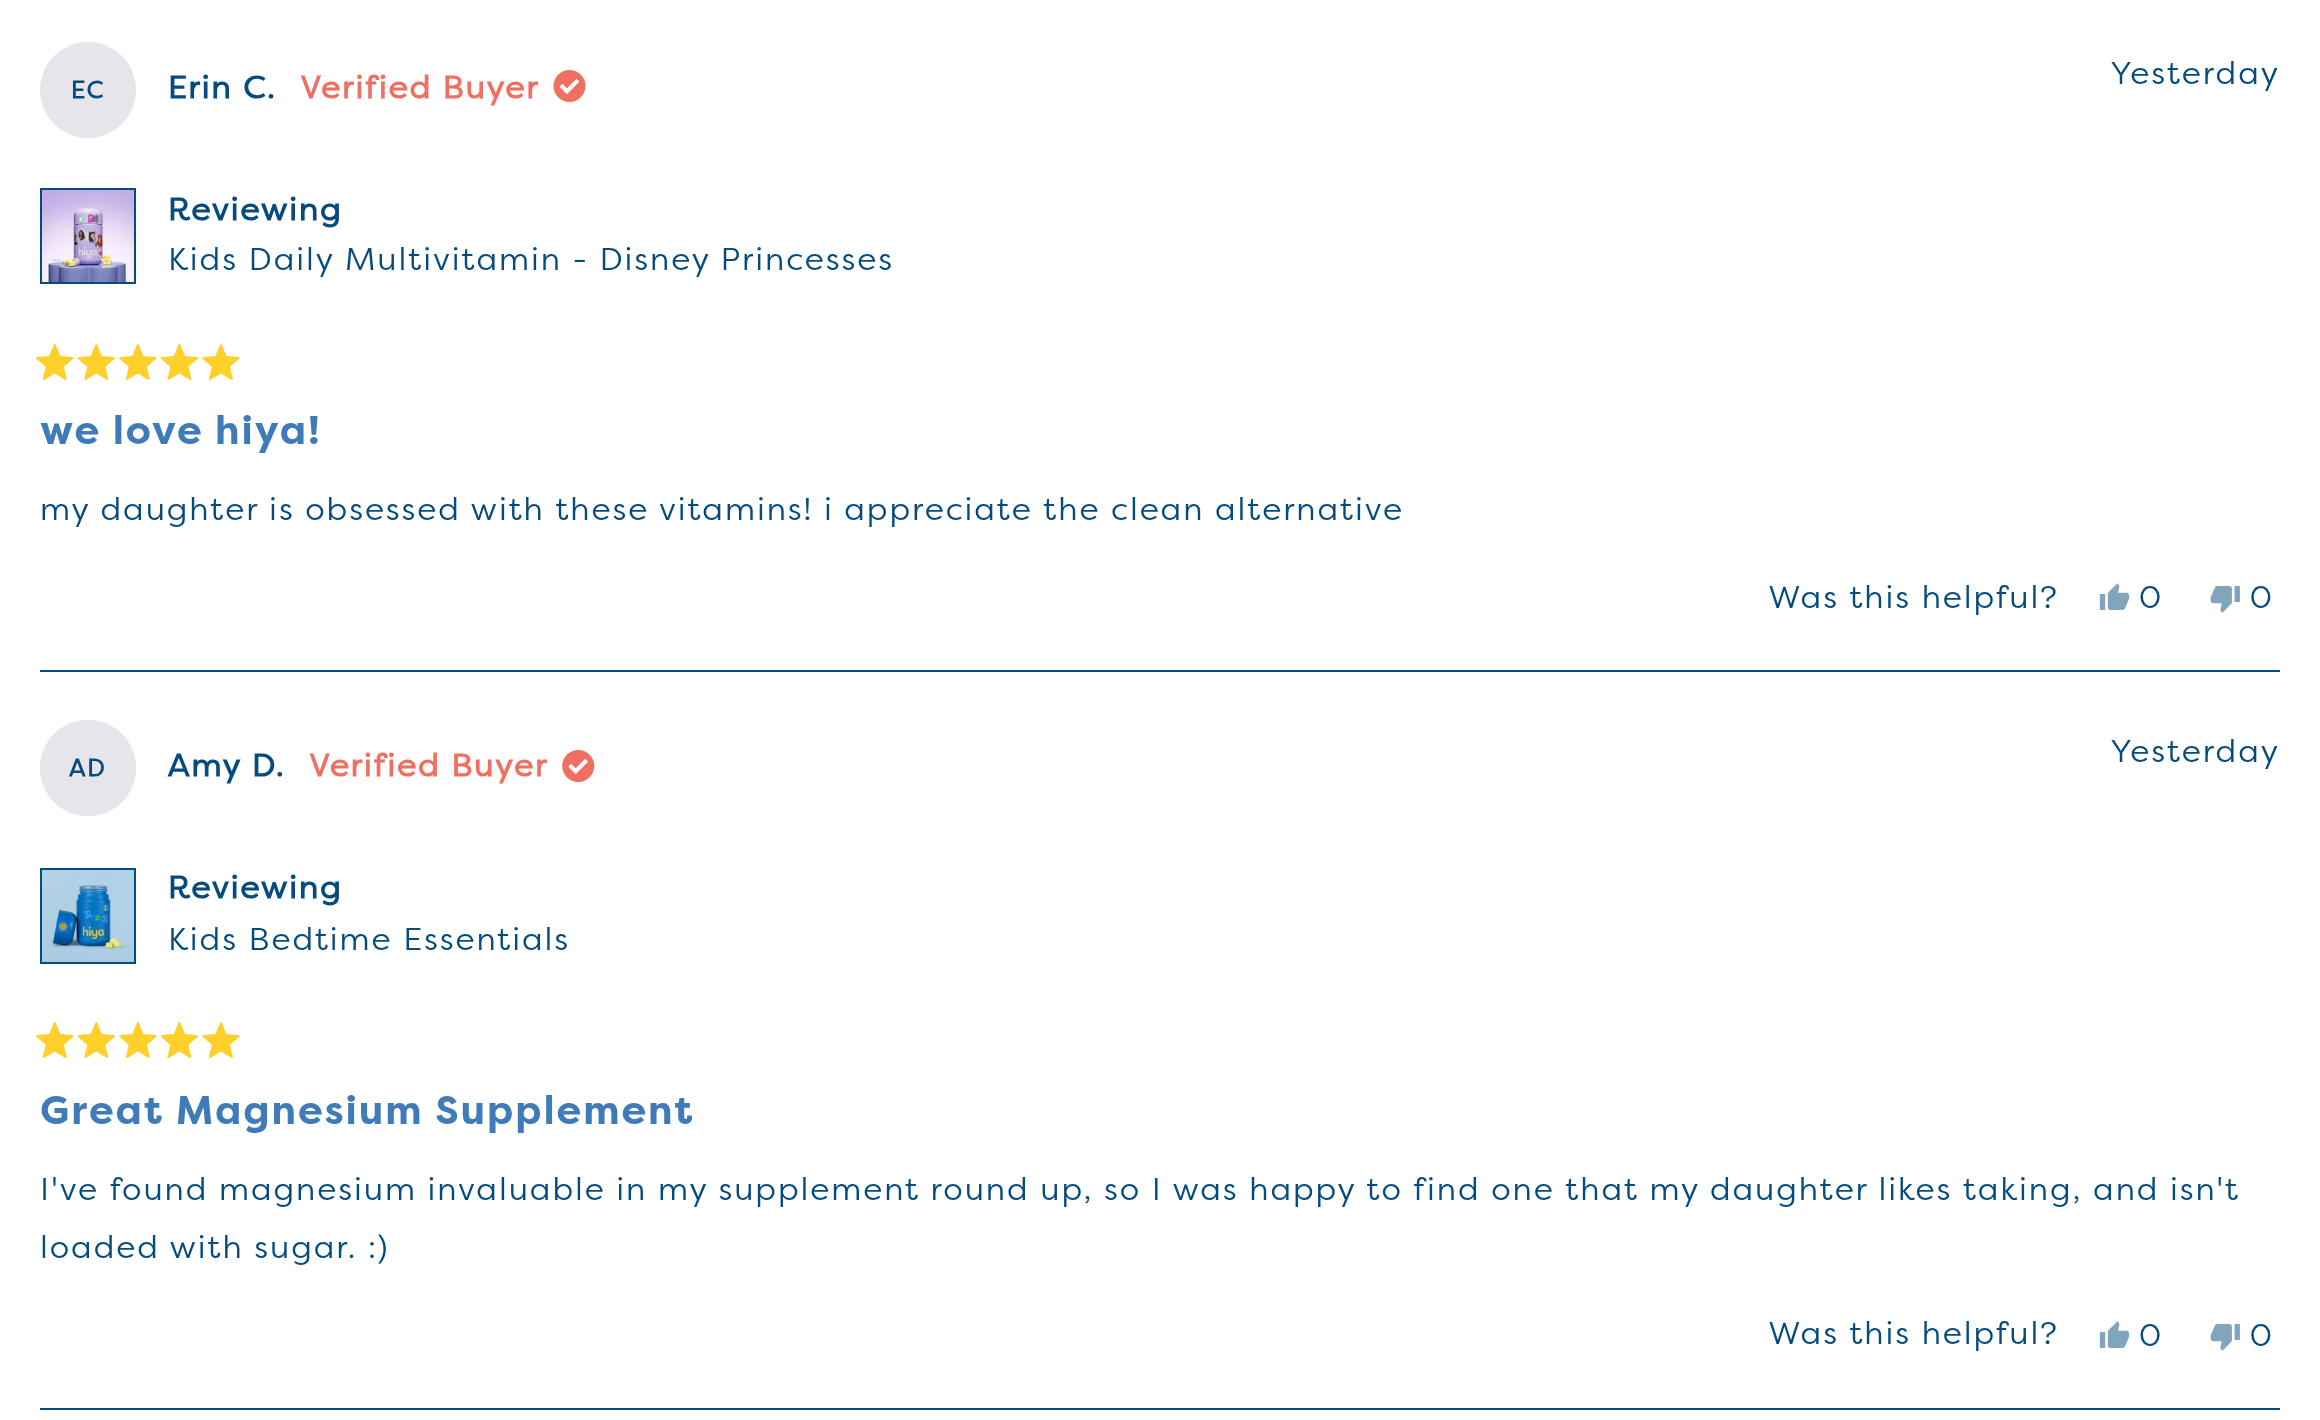 EC
Erin C. Verified Buyer
Yesterday
Reviewing
Kids Daily Multivitamin - Disney Princesses
hiya
we love hiya!
my daughter is obsessed with these vitamins! i appreciate the clean alternative
Was this helpful? 0 0
AD
Amy D. Verified Buyer
Yesterday
Reviewing
Kids Bedtime Essentials
hiya
Great Magnesium Supplement
I've found magnesium invaluable in my supplement round up, so I was happy to find one that my daughter likes taking, and isn't
loaded with sugar. :)
Was this helpful? 0 0